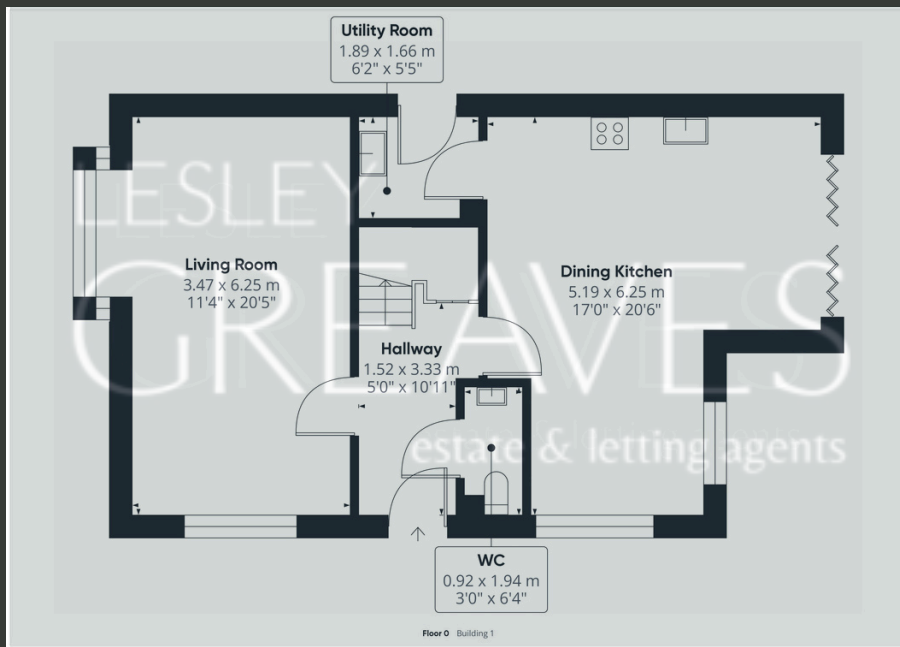 Utility Room
1.89 x 1.66 m
6'2" x 5'5"
LESLEY
Living Room
3.47 x 6.25 m
11'4" x 20'5"
Dining Kitchen
5.19 x 6.25 m
17'0" x 20'6"
GREAVES
Hallway
1.52 x 3.33 m
5'0" x 10'11"
estate & letting agents
WC
0.92 x 1.94 m
3'0" x 6'4"
Floor 0 Building 1